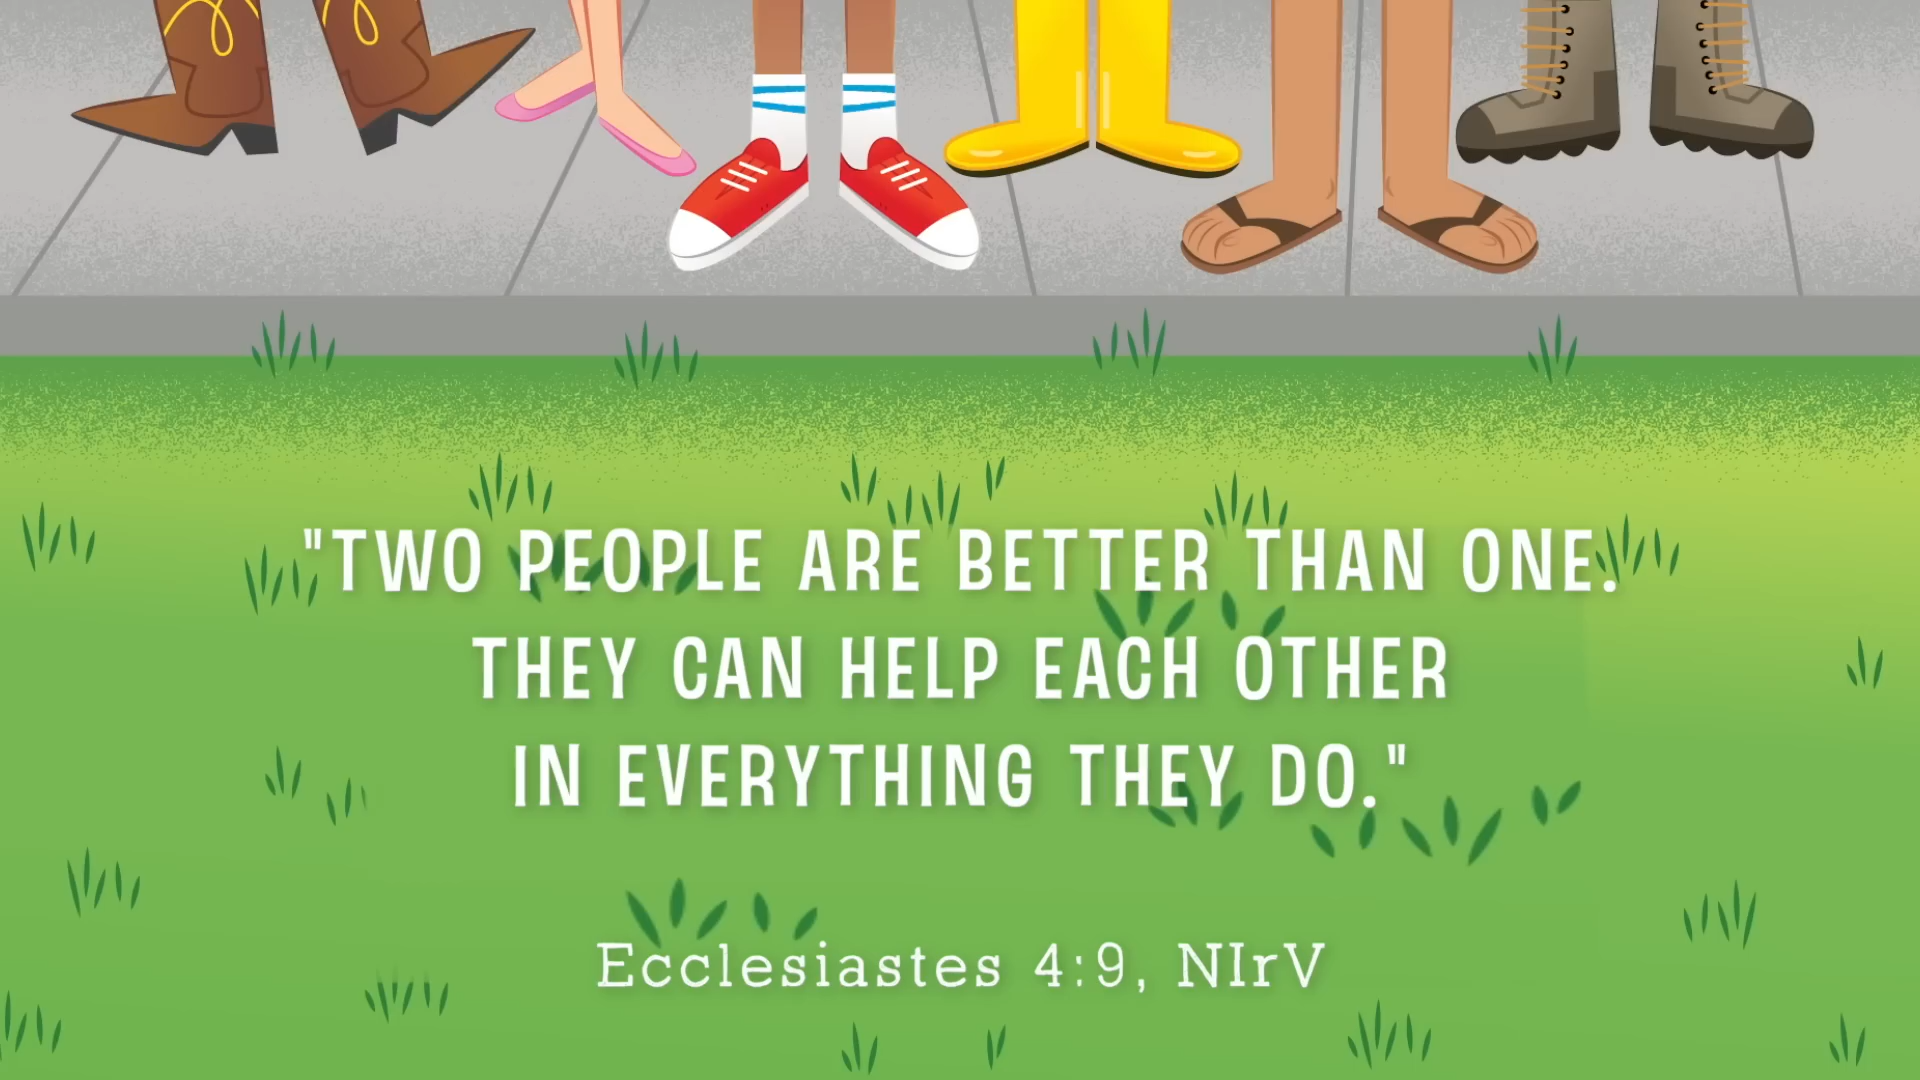 "TWO PEOPLE ARE BETTER THAN ONE.
THEY CAN HELP EACH OTHER
IN EVERYTHING THEY DO."
Ecclesiastes 4:9, NIrV